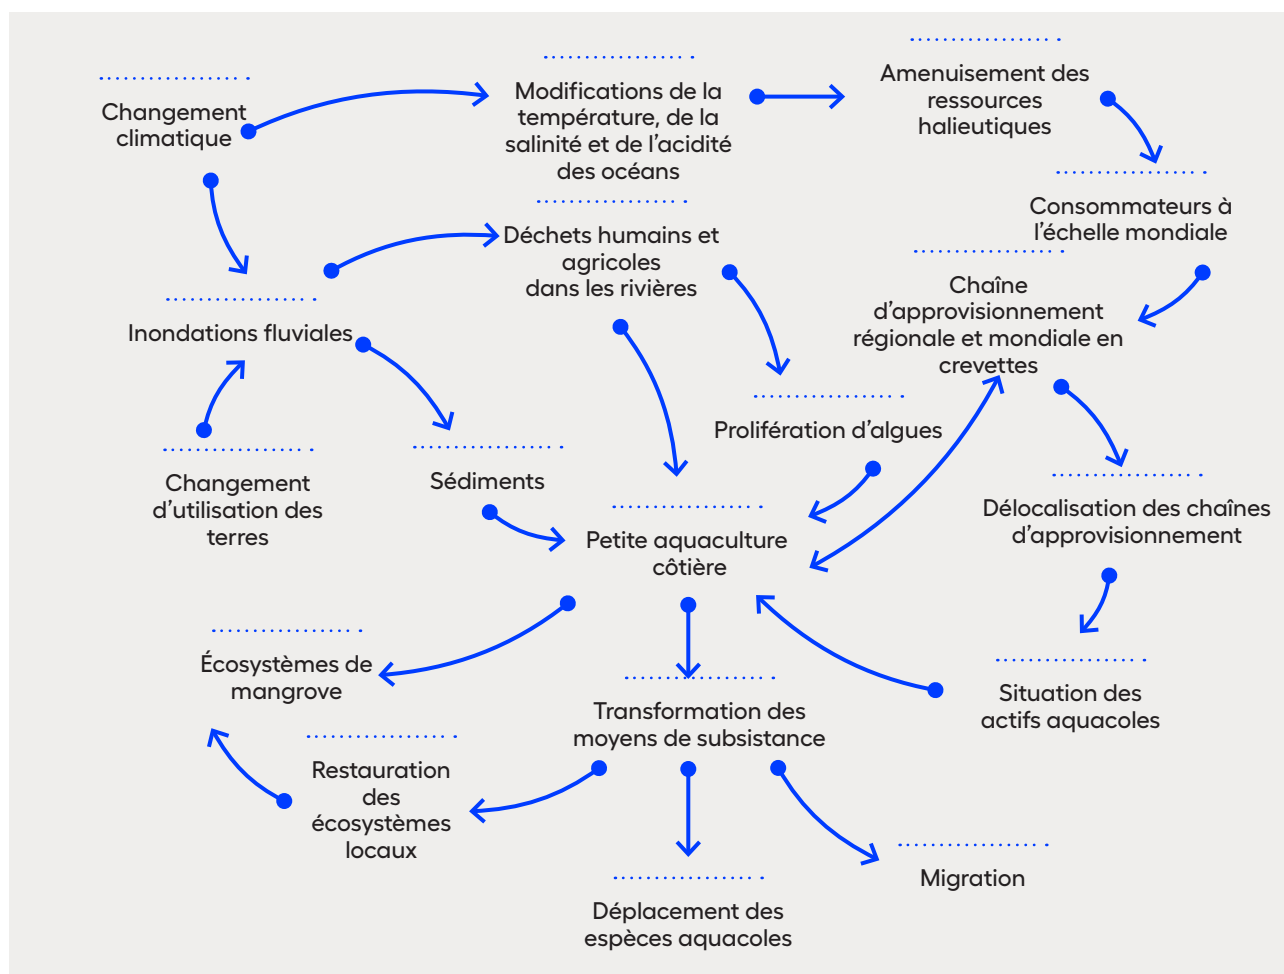 Changement
climatique
Modifications de la
température, de la
salinité et de l'acidité
des océans
Amenuisement des
ressources
halieutiques
Consommateurs à
l'échelle mondiale
Déchets humains et
agricoles
dans les rivières
Chaîne
d'approvisionnement
régionale et mondiale en
crevettes
Inondations fluviales
Prolifération d'algues
Changement
d'utilisation des
terres
Sédiments
Délocalisation des chaînes
d'approvisionnement
Petite aquaculture
côtière
Écosystèmes de
mangrove
Situation des
actifs aquacoles
Transformation des
moyens de subsistance
Restauration
des
écosystèmes
locaux
Migration
Déplacement des
espèces aquacoles